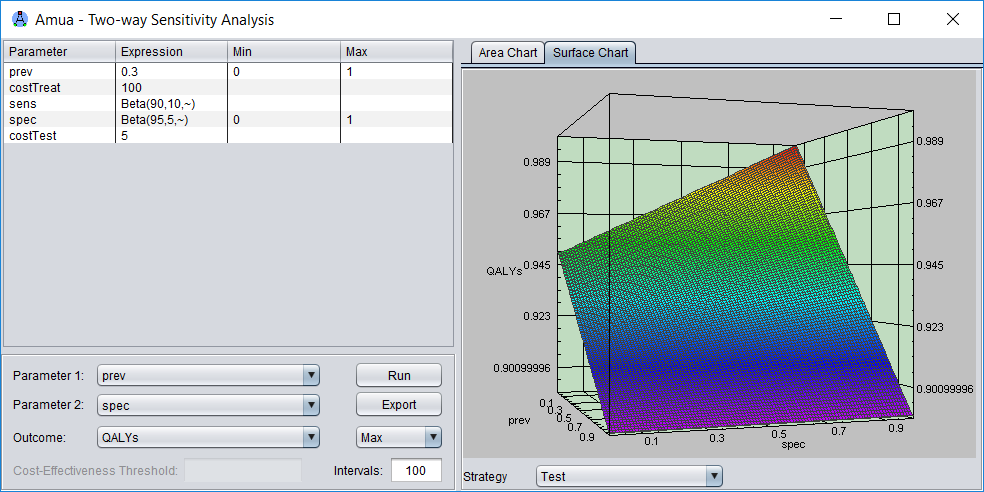 Amua - Two-way Sensitivity Analysis
Parameter Expression Min Max
prev 0.3 0 1
costTreat 100
sens Beta(90,10,~)
spec Beta(95,5,~) 0 1
costTest 5
Parameter 1: prev Run
Parameter 2: spec Export
Outcome: QALYs Max
Cost-Effectiveness Threshold: Intervals: 100
Area Chart Surface Chart
0.989 0.989
0.967 0.967
QALYs 0.945 0.945
0.923 0.923
0.90099996 0.90099996
prev 0.1 0.3 0.5 0.7 0.9
0.1 0.3 0.5 0.7 0.9
spec
Strategy Test